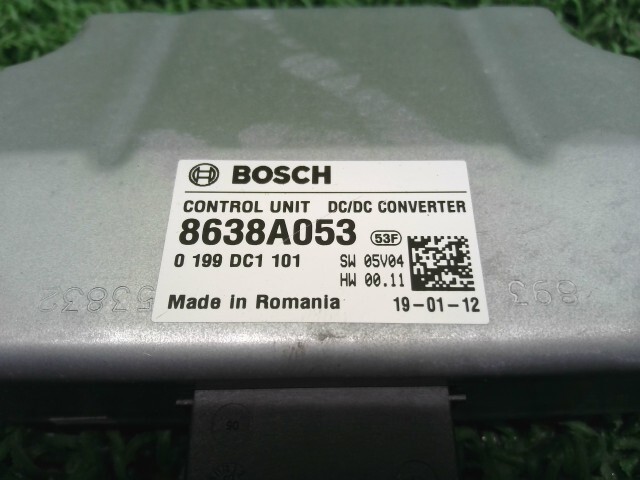 BOSCH
CONTROL UNIT DC/DC CONVERTER
8638A053 53F
0 199 DC1 101 SW 05V04
HW 00.11
Made in Romania 19-01-12